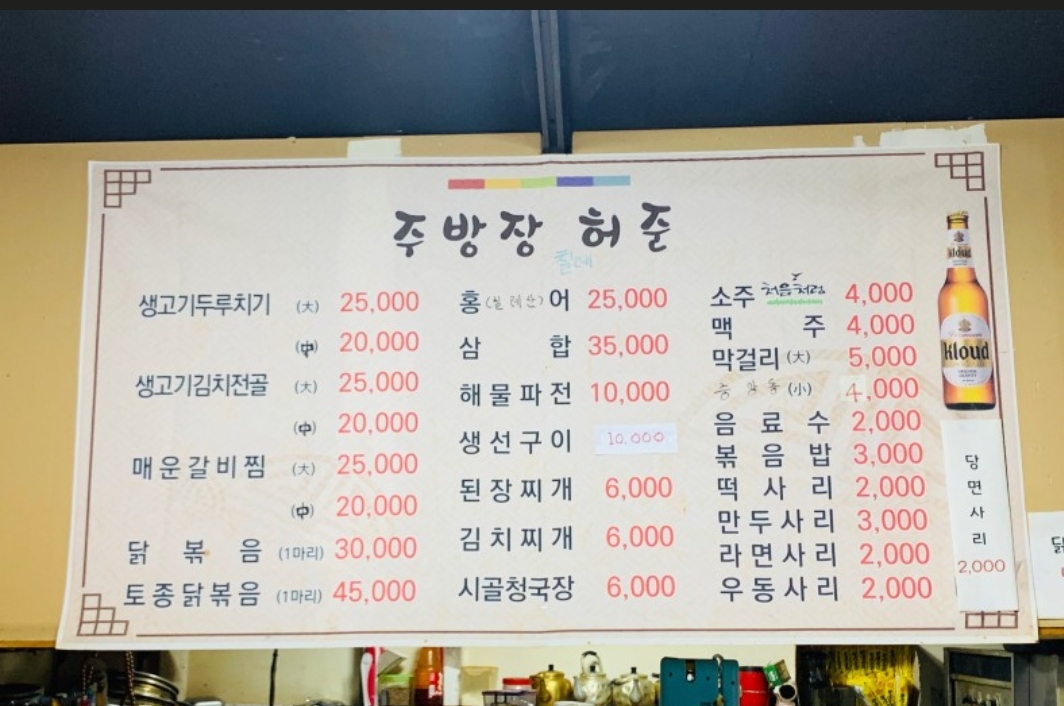 주방장 허준
칠레
생고기두루치기 (大) 25,000
(中) 20,000
생고기김치전골 (大) 25,000
(中) 20,000
매운갈비찜 (大) 25,000
(中) 20,000
닭볶음 (1마리) 30,000
토종닭볶음 (1마리) 45,000
홍(칠레산)어 25,000
삼합 35,000
해물파전 10,000
생선구이 10,000
된장찌개 6,000
김치찌개 6,000
시골청국장 6,000
소주 처음처럼 4,000
맥주 4,000
막걸리 (大) 5,000
(小) 4,000
음료수 2,000
볶음밥 3,000
떡사리 2,000
만두사리 3,000
라면사리 2,000
우동사리 2,000
kloud
kloud
당면사리
2,000
닭